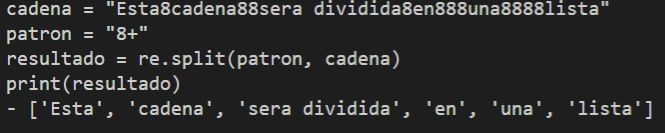 cadena = "Esta8cadena88sera dividida8en888una8888lista"
patron = "8+"
resultado = re.split(patron, cadena)
print(resultado)
- ['Esta', 'cadena', 'sera dividida', 'en', 'una', 'lista']